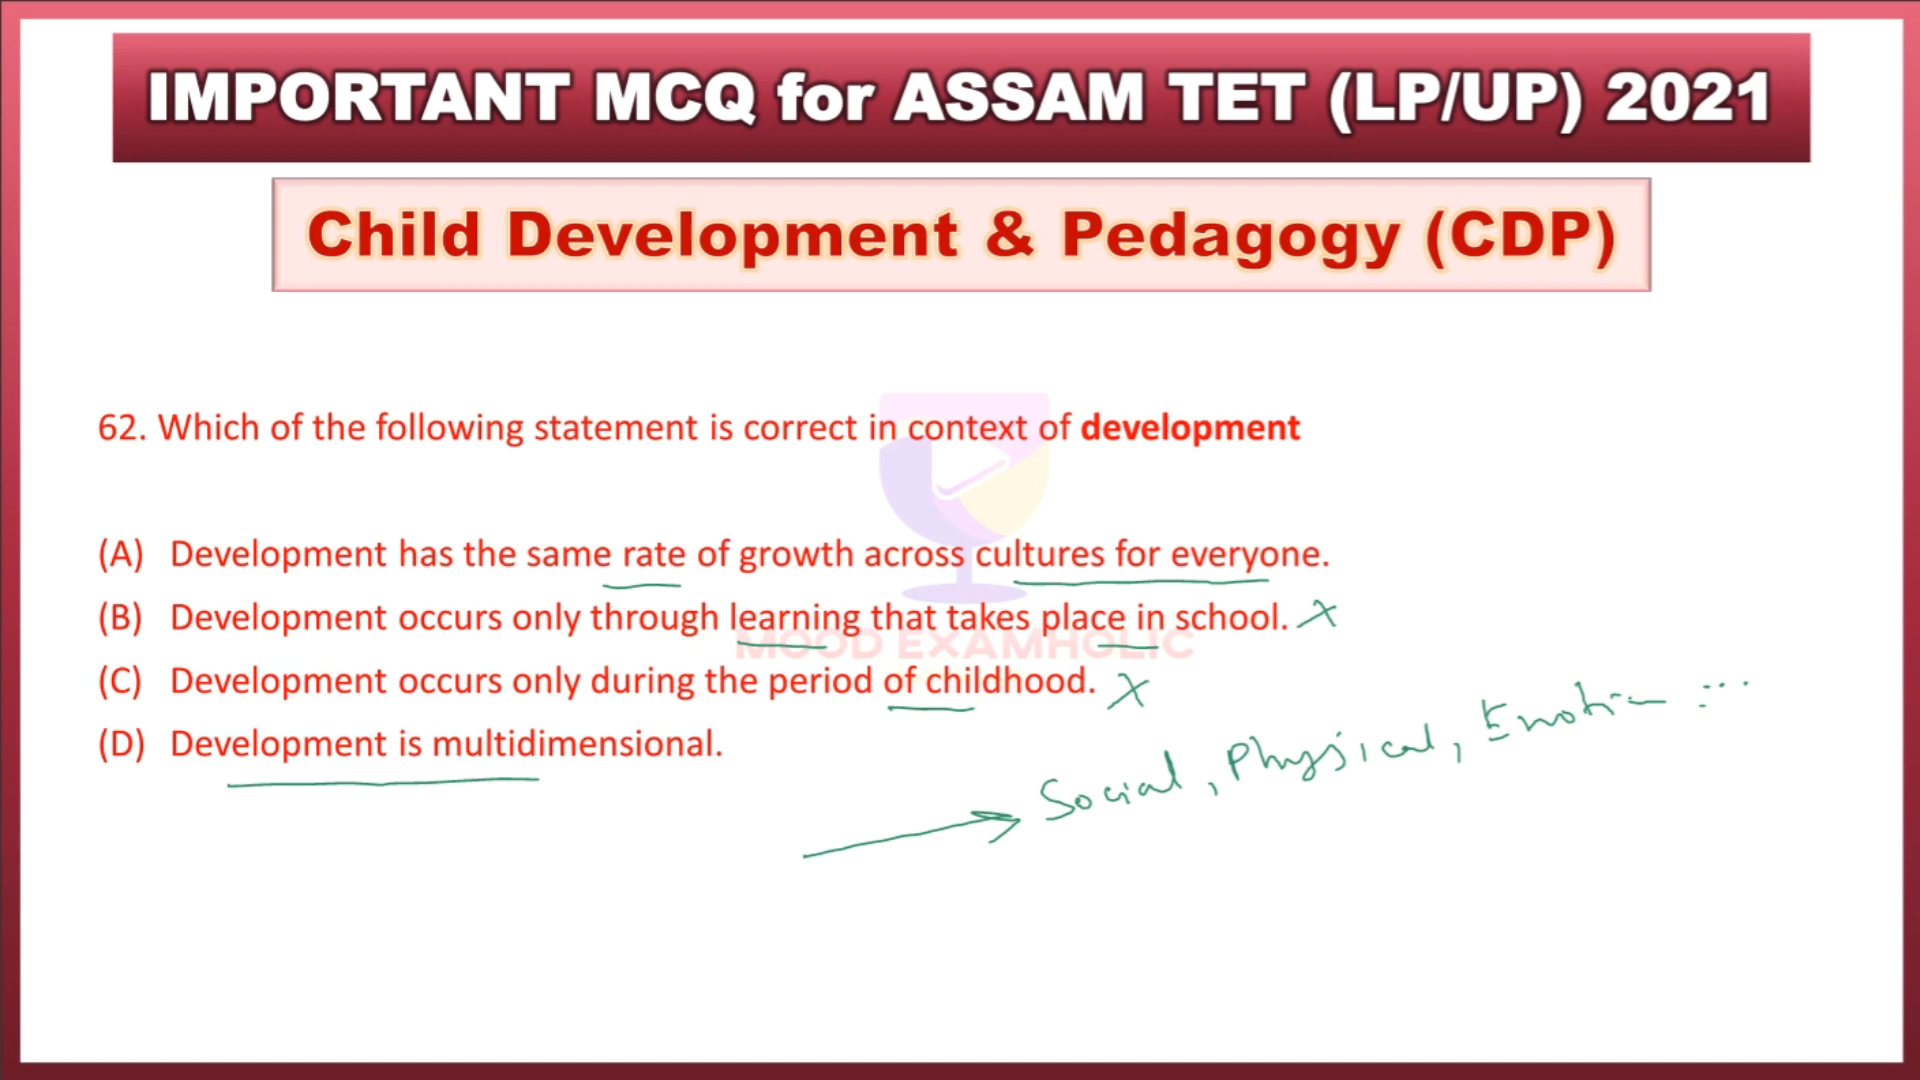 IMPORTANT MCQ for ASSAM TET (LP/UP) 2021
Child Development & Pedagogy (CDP)
62. Which of the following statement is correct in context of development
(A) Development has the same rate of growth across cultures for everyone.
(B) Development occurs only through learning that takes place in school. X
MOOD EXAMHOLIC
(C) Development occurs only during the period of childhood. X
(D) Development is multidimensional.
Social, Physical, Emotion ...